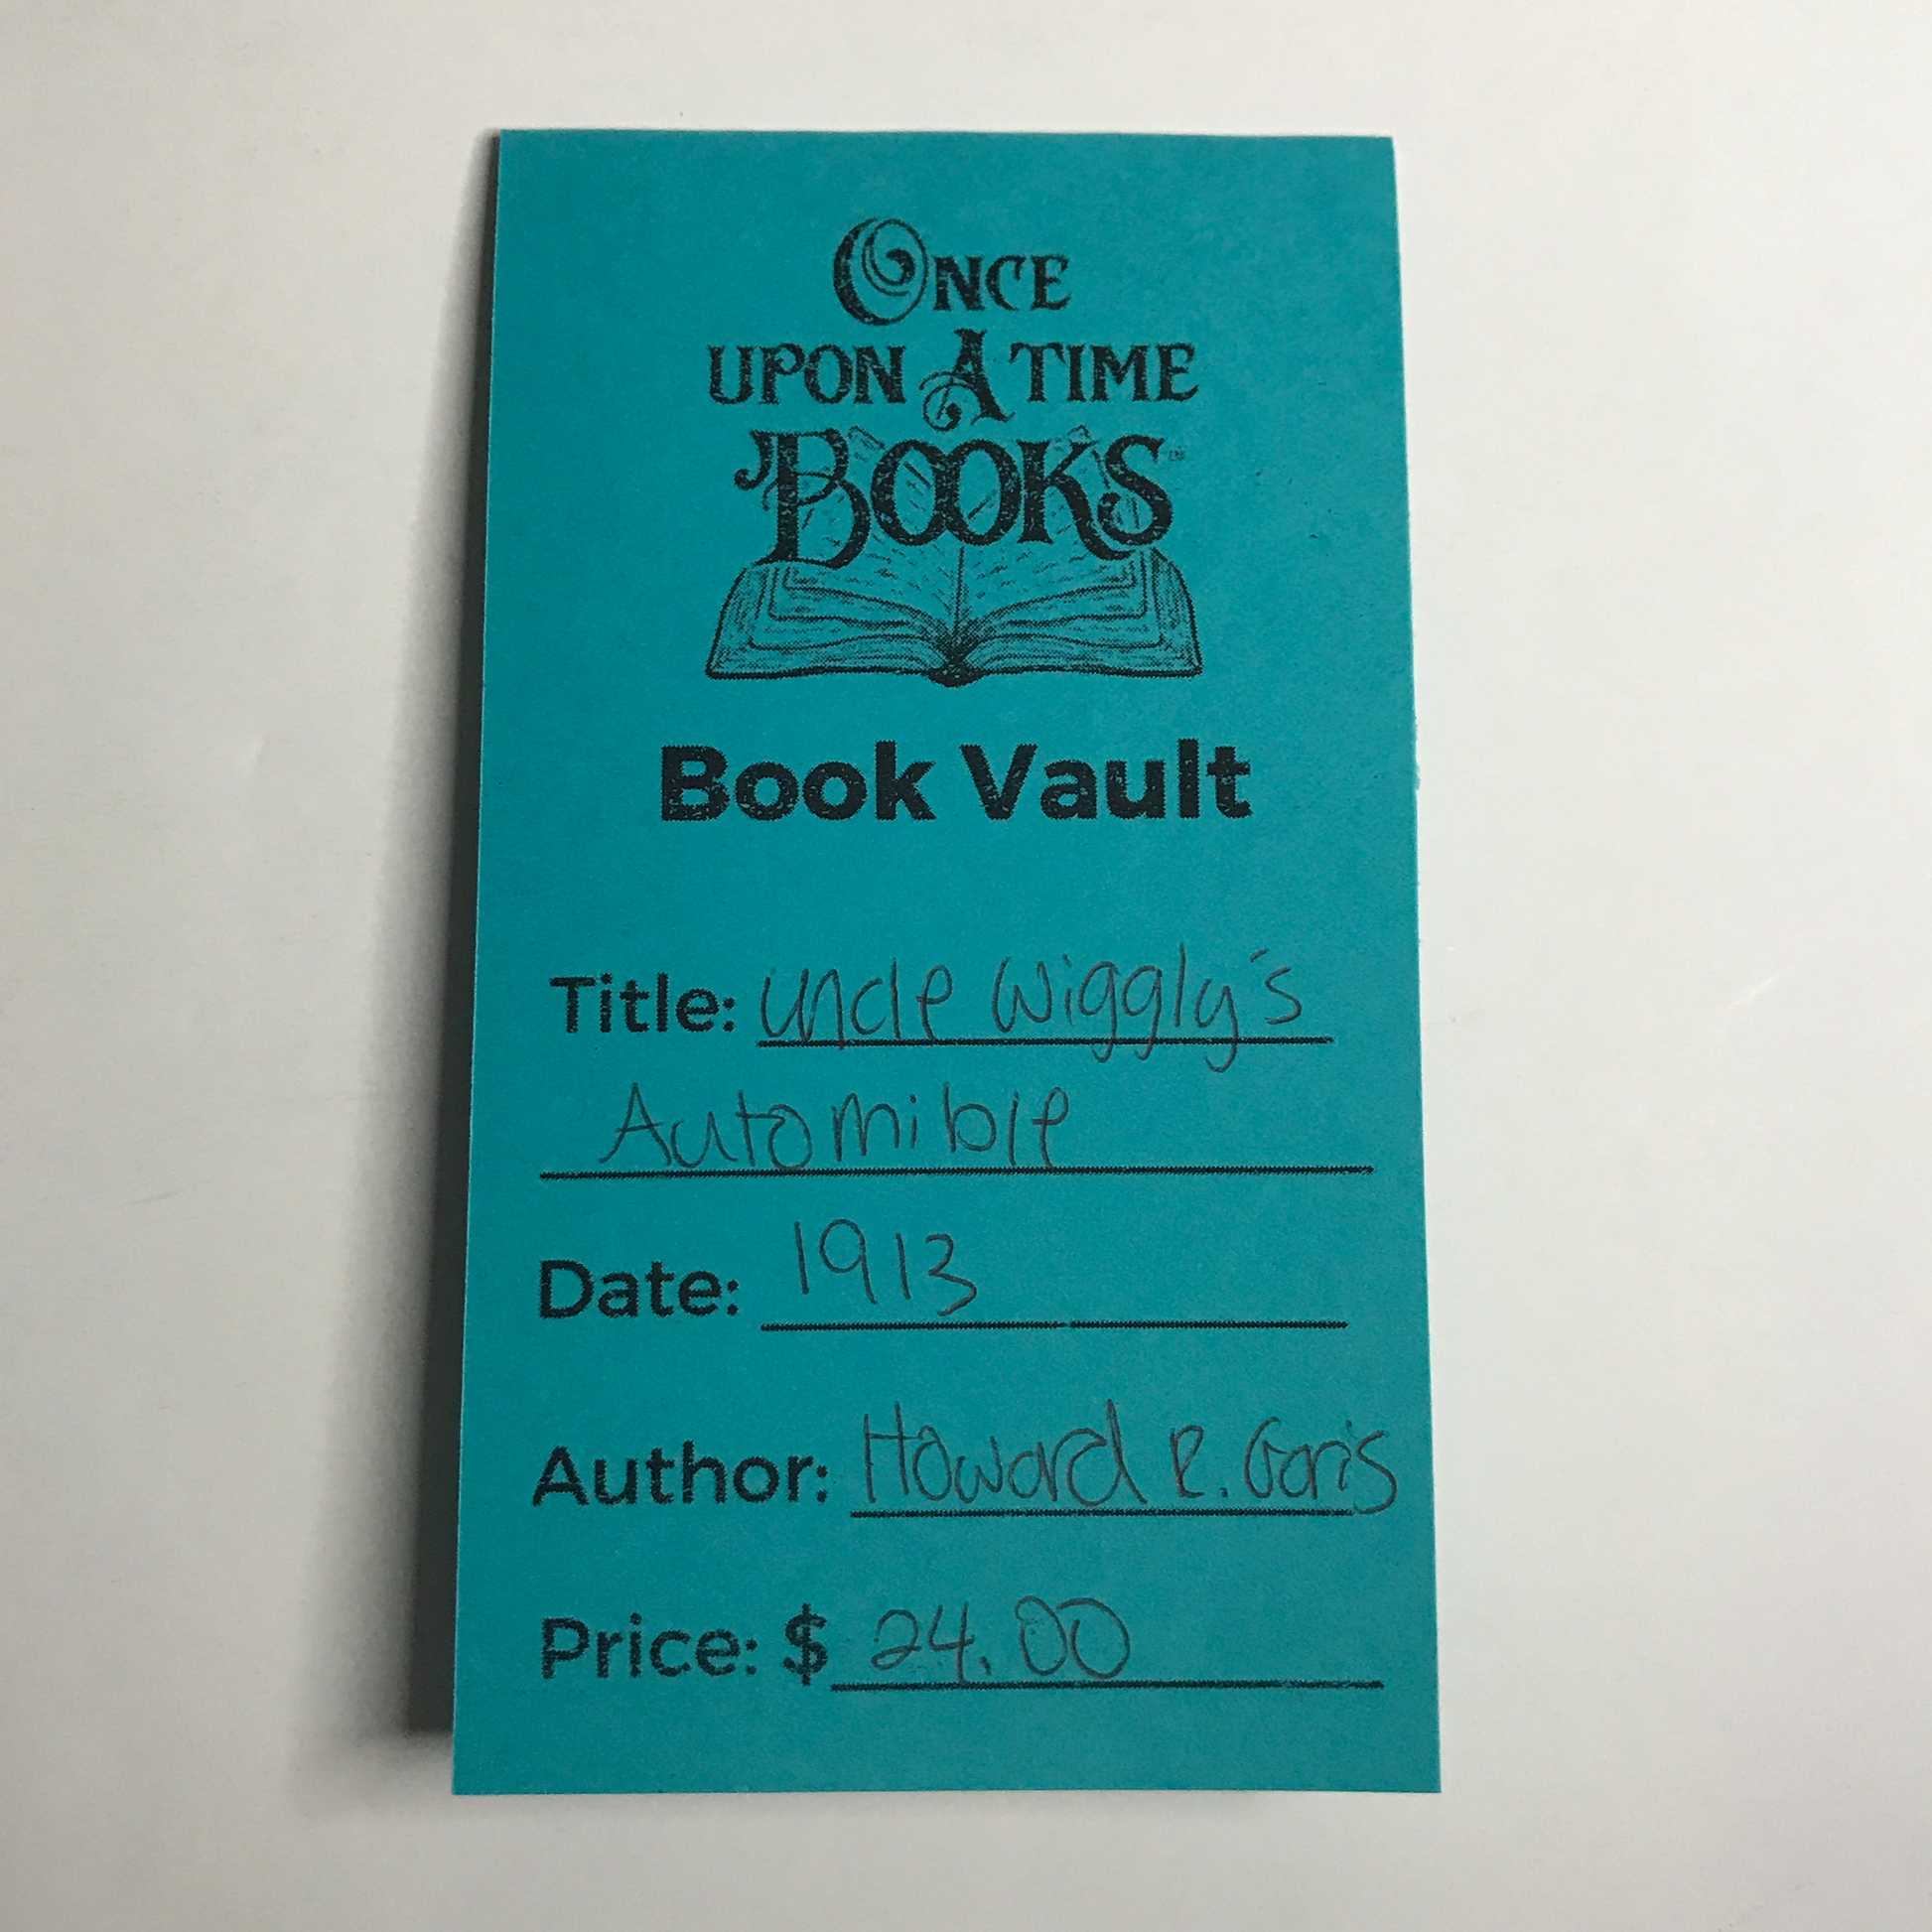 ONCE
UPON A TIME
BOOKS
Book Vault
Title: Uncle Wiggly's
Automible
Date: 1913
Author: Howard R. Garis
Price: $ 24.00